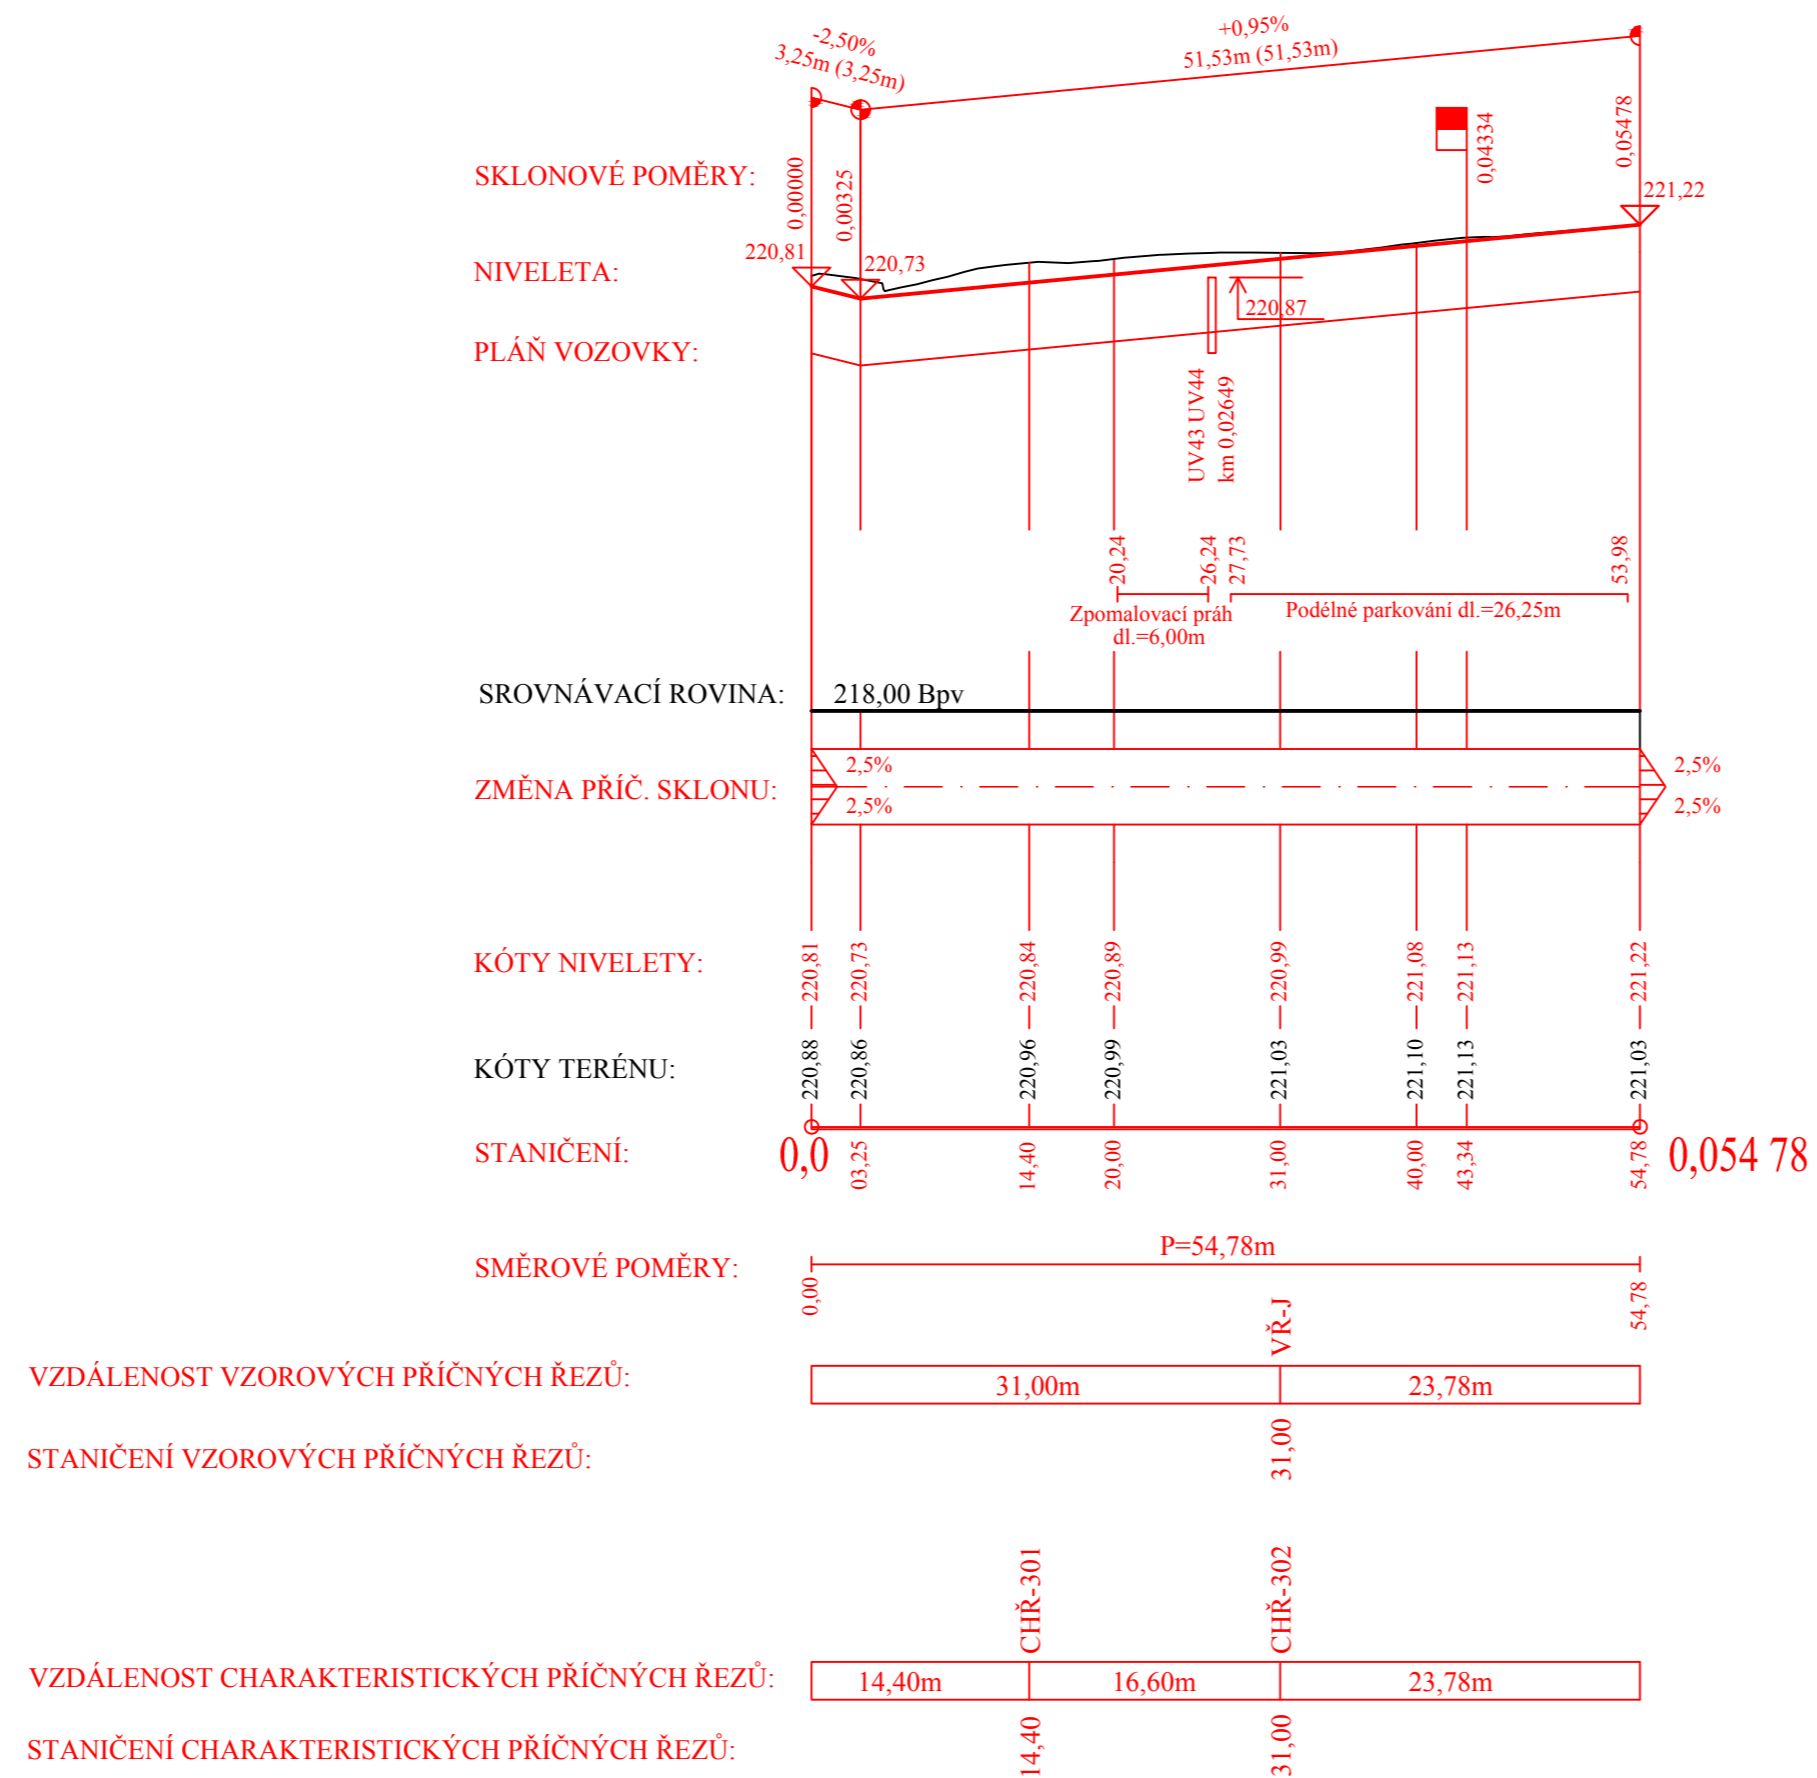 -2,50%
3,25m (3,25m)
+0,95%
51,53m (51,53m)
SKLONOVÉ POMĚRY:
0,00000
0,00325
0,04334
0,05478
NIVELETA:
220,81
220,73
221,22
220,87
PLÁŇ VOZOVKY:
UV43 UV44
km 0,02649
20,24
26,24
27,73
53,98
Zpomalovací práh
dl.=6,00m
Podélné parkování dl.=26,25m
SROVNÁVACÍ ROVINA:
218,00 Bpv
ZMĚNA PŘÍČ. SKLONU:
2,5%
2,5%
2,5%
2,5%
KÓTY NIVELETY:
220,81
220,73
220,84
220,89
220,99
221,08
221,13
221,22
KÓTY TERÉNU:
220,88
220,86
220,96
220,99
221,03
221,10
221,13
221,03
STANIČENÍ:
0,0
03,25
14,40
20,00
31,00
40,00
43,34
54,78
0,054 78
SMĚROVÉ POMĚRY:
P=54,78m
0,00
54,78
VŘ-J
VZDÁLENOST VZOROVÝCH PŘÍČNÝCH ŘEZŮ:
31,00m
23,78m
STANIČENÍ VZOROVÝCH PŘÍČNÝCH ŘEZŮ:
31,00
CHŘ-301
CHŘ-302
VZDÁLENOST CHARAKTERISTICKÝCH PŘÍČNÝCH ŘEZŮ:
14,40m
16,60m
23,78m
STANIČENÍ CHARAKTERISTICKÝCH PŘÍČNÝCH ŘEZŮ:
14,40
31,00